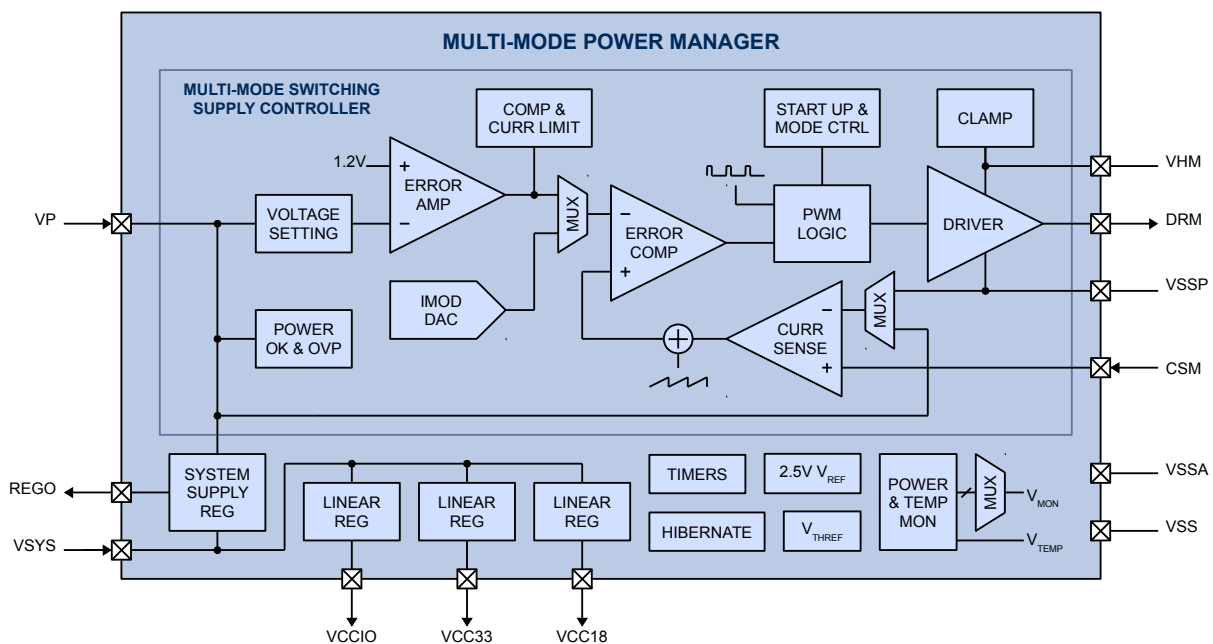 MULTI-MODE POWER MANAGER
MULTI-MODE SWITCHING
SUPPLY CONTROLLER
COMP &
CURR LIMIT
START UP &
MODE CTRL
CLAMP
1.2V
+
ERROR
AMP
−
VP
VOLTAGE
SETTING
MUX
−
ERROR
COMP
+
PWM
LOGIC
DRIVER
VHM
DRM
VSSP
IMOD
DAC
POWER
OK & OVP
CURR
SENSE
−
+
MUX
CSM
REGO
VSYS
SYSTEM
SUPPLY
REG
LINEAR
REG
LINEAR
REG
LINEAR
REG
TIMERS
2.5V VREF
HIBERNATE
VTHREF
POWER
& TEMP
MON
MUX
VMON
VTEMP
VSSA
VSS
VCCIO
VCC33
VCC18